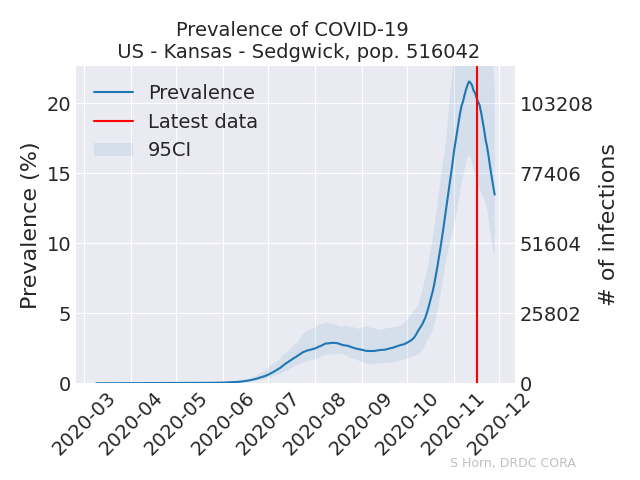 Prevalence of COVID-19
US - Kansas - Sedgwick, pop. 516042
Prevalence
Latest data
95CI
Prevalence (%)
20
15
10
5
0
103208
77406
51604
25802
0
# of infections
2020-03
2020-04
2020-05
2020-06
2020-07
2020-08
2020-09
2020-10
2020-11
2020-12
S Horn, DRDC CORA